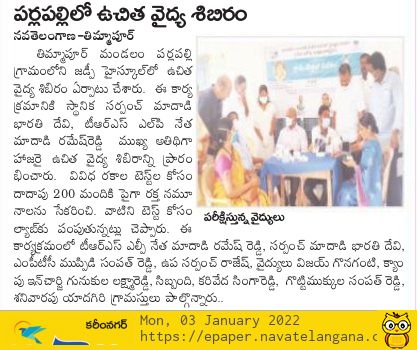 పర్లపల్లిలో ఉచిత వైద్య శిబిరం
నవతెలంగాణ-తిమ్మాపూర్
తిమ్మాపూర్ మండలం పర్లపల్లి
గ్రామంలోని జడ్పీ హైస్కూల్‌లో ఉచిత
వైద్య శిబిరం ఏర్పాటు చేశారు. ఈ కార్య
క్రమానికి స్థానిక సర్పంచ్ మాదాడి
భారతి దేవి, టీఆర్ఎస్ ఎల్‌పి నేత
మాదాడి రమేష్‌రెడ్డి ముఖ్య అతిథిగా
హాజరై ఉచిత వైద్య శిబిరాన్ని ప్రారం
భించారు. వివిధ రకాల టెస్ట్‌ల కోసం
దాదాపు 200 మందికి పైగా రక్త నమూ
నాలను సేకరించి. వాటిని టెస్ట్ కోసం
ల్యాబ్‌కు పంపుతున్నట్లు చెప్పారు. ఈ
కార్యక్రమంలో టీఆర్ఎస్ ఎల్పీ నేత మాదాడి రమేష్ రెడ్డి, సర్పంచ్ మాదాడి భారతి దేవి,
ఎంపీటీసీ ముప్పిడి సంపత్ రెడ్డి, ఉప సర్పంచ్ రాజేష్, వైద్యులు విజయ్ గొనగంటి, క్యాం
పు ఇన్‌చార్జి గునుకుల లక్ష్మారెడ్డి, సిబ్బంది, కరివేద సింగారెడ్డి, గొట్టిముక్కుల సంపత్ రెడ్డి,
శనివారపు యాదగిరి గ్రామస్తులు పాల్గొన్నారు..
పరీక్షిస్తున్న వైద్యులు
కరీంనగర్ Mon, 03 January 2022
https://epaper.navatelangana.c